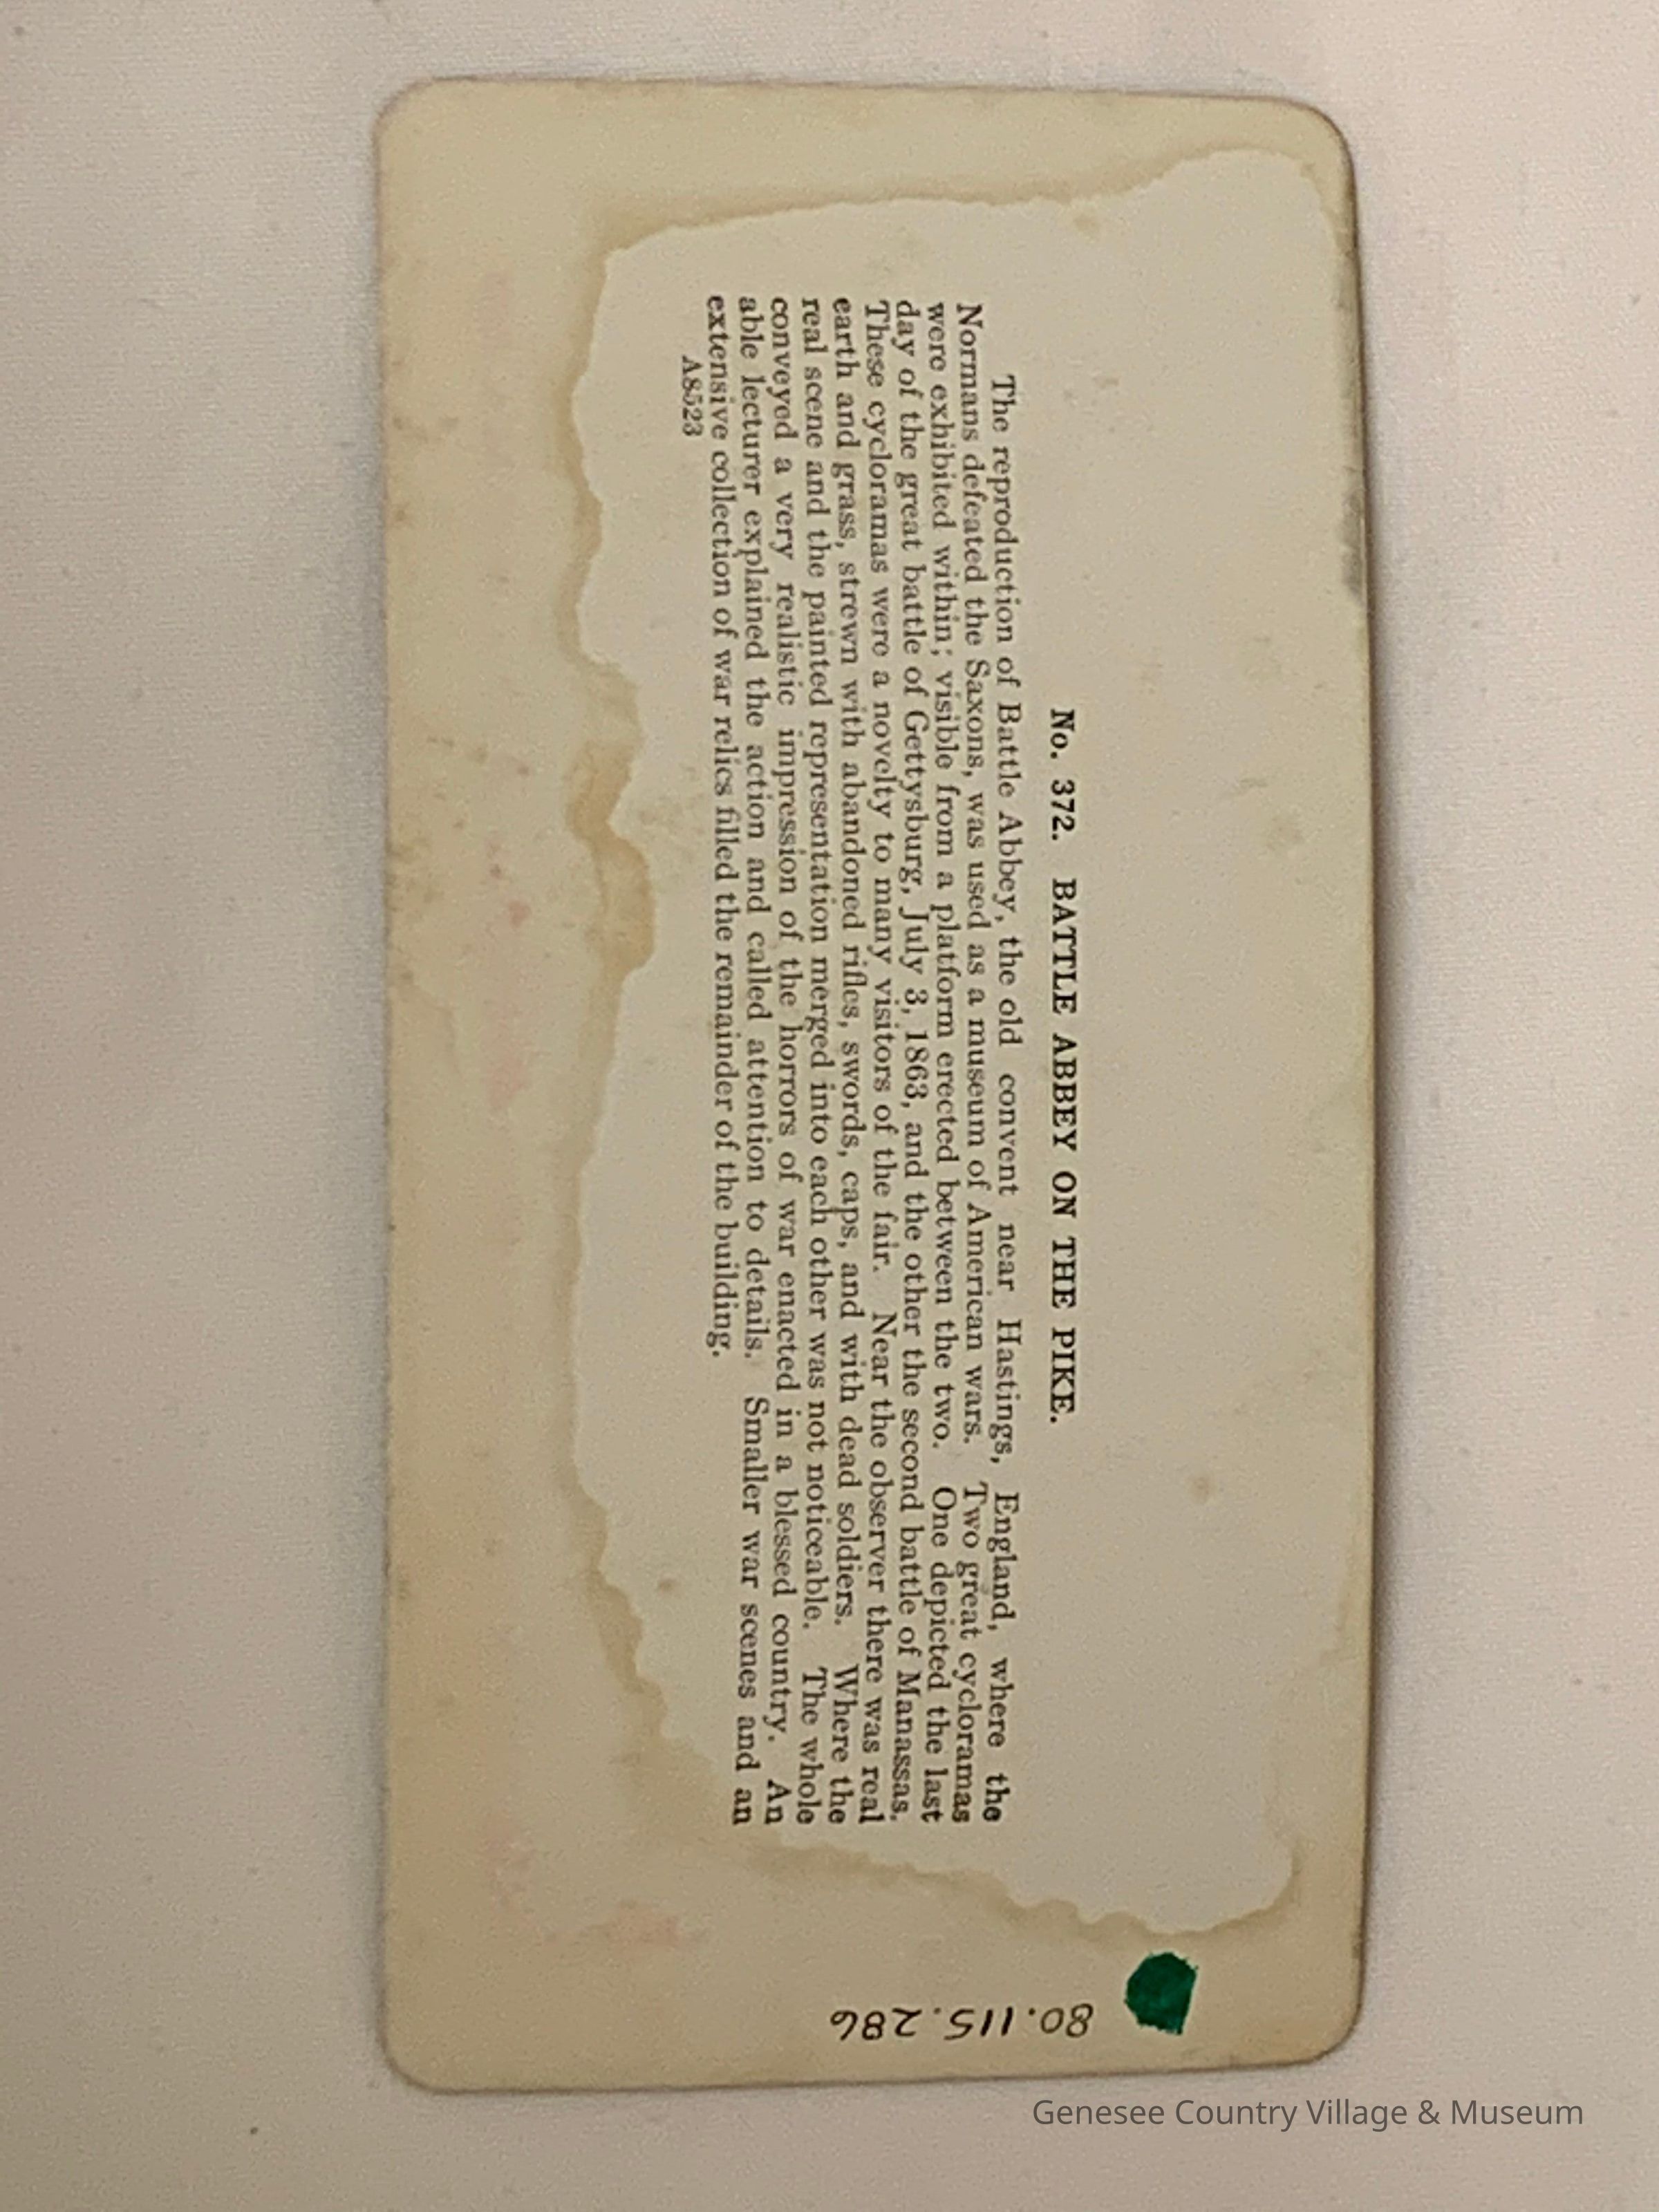 No. 372. BATTLE ABBEY ON THE PIKE.
The reproduction of Battle Abbey, the old convent near Hastings, England, where the
Normans defeated the Saxons, was used as a museum of American wars. Two great cycloramas
were exhibited within; visible from a platform erected between the two. One depicted the last
day of the great battle of Gettysburg, July 3, 1863, and the other the second battle of Manassas.
These cycloramas were a novelty to many visitors of the fair. Near the observer there was real
earth and grass, strewn with abandoned rifles, swords, caps, and with dead soldiers. Where the
real scene and the painted representation merged into each other was not noticeable. The whole
conveyed a very realistic impression of the horrors of war enacted in a blessed country. An
able lecturer explained the action and called attention to details. Smaller war scenes and an
extensive collection of war relics filled the remainder of the building.
A8523
80.115.286
Genesee Country Village & Museum